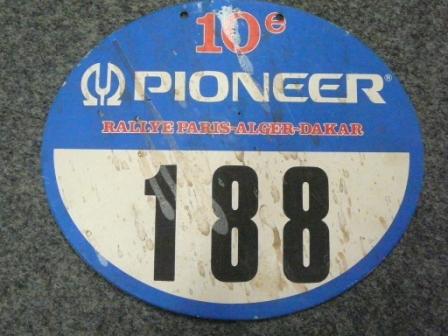 10e
PIONEER®
RALLYE PARIS-ALGER-DAKAR
188